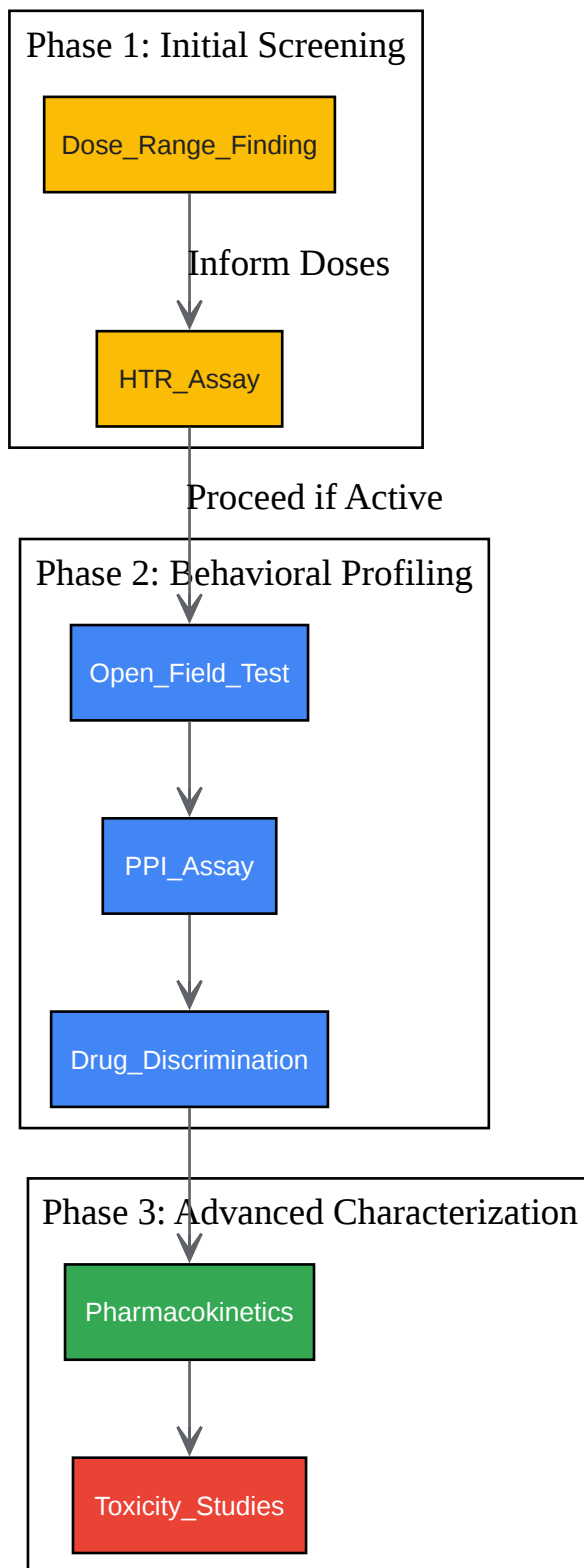 Phase 1: Initial Screening
Dose_Range_Finding
Inform Doses
HTR_Assay
Proceed if Active
Phase 2: Behavioral Profiling
Open_Field_Test
PPI_Assay
Drug_Discrimination
Phase 3: Advanced Characterization
Pharmacokinetics
Toxicity_Studies